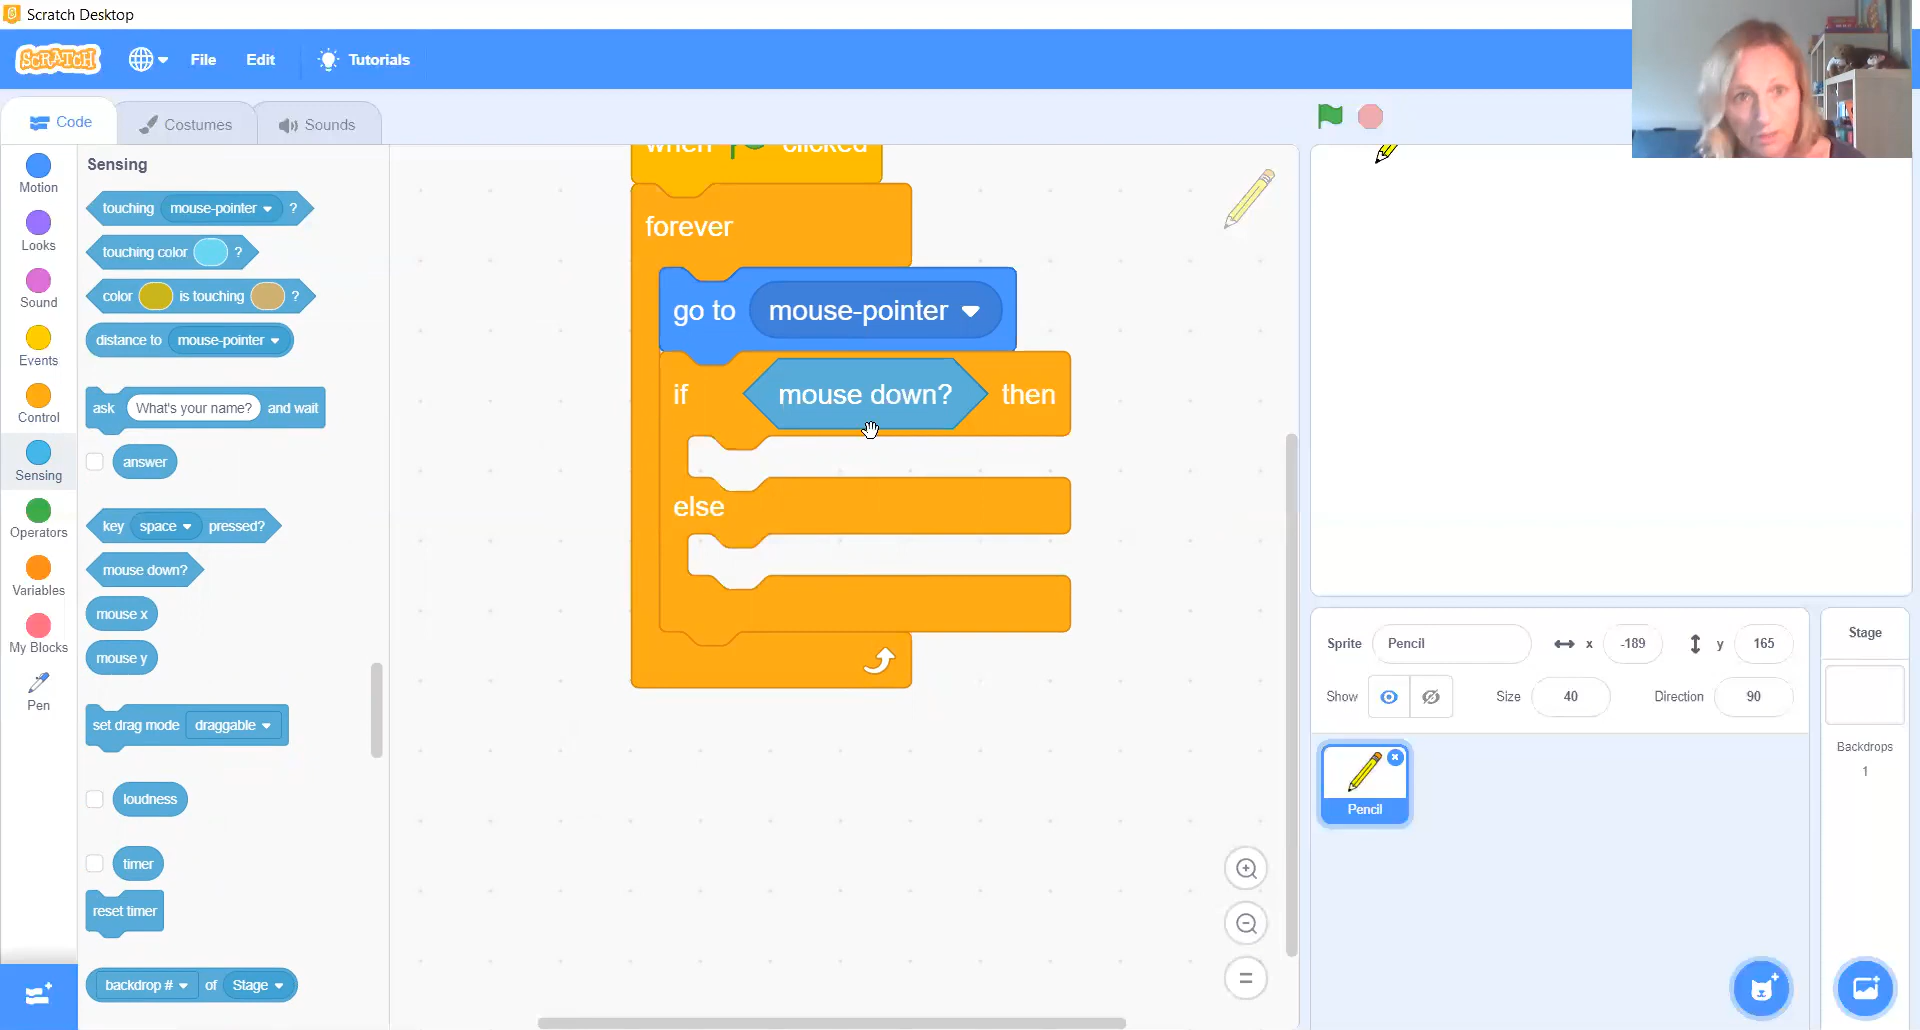 Scratch Desktop
SCRATCH
File
Edit
Tutorials
Code
Costumes
Sounds
Motion
Looks
Sound
Events
Control
Sensing
Operators
Variables
My Blocks
Pen
Sensing
touching mouse-pointer ?
touching color ?
color is touching ?
distance to mouse-pointer
ask What's your name? and wait
answer
key space pressed?
mouse down?
mouse x
mouse y
set drag mode draggable
loudness
timer
reset timer
backdrop # of Stage
when clicked
forever
go to mouse-pointer
if mouse down? then
else
Sprite Pencil x -189 y 165
Show Size 40 Direction 90
Pencil
Stage
Backdrops
1